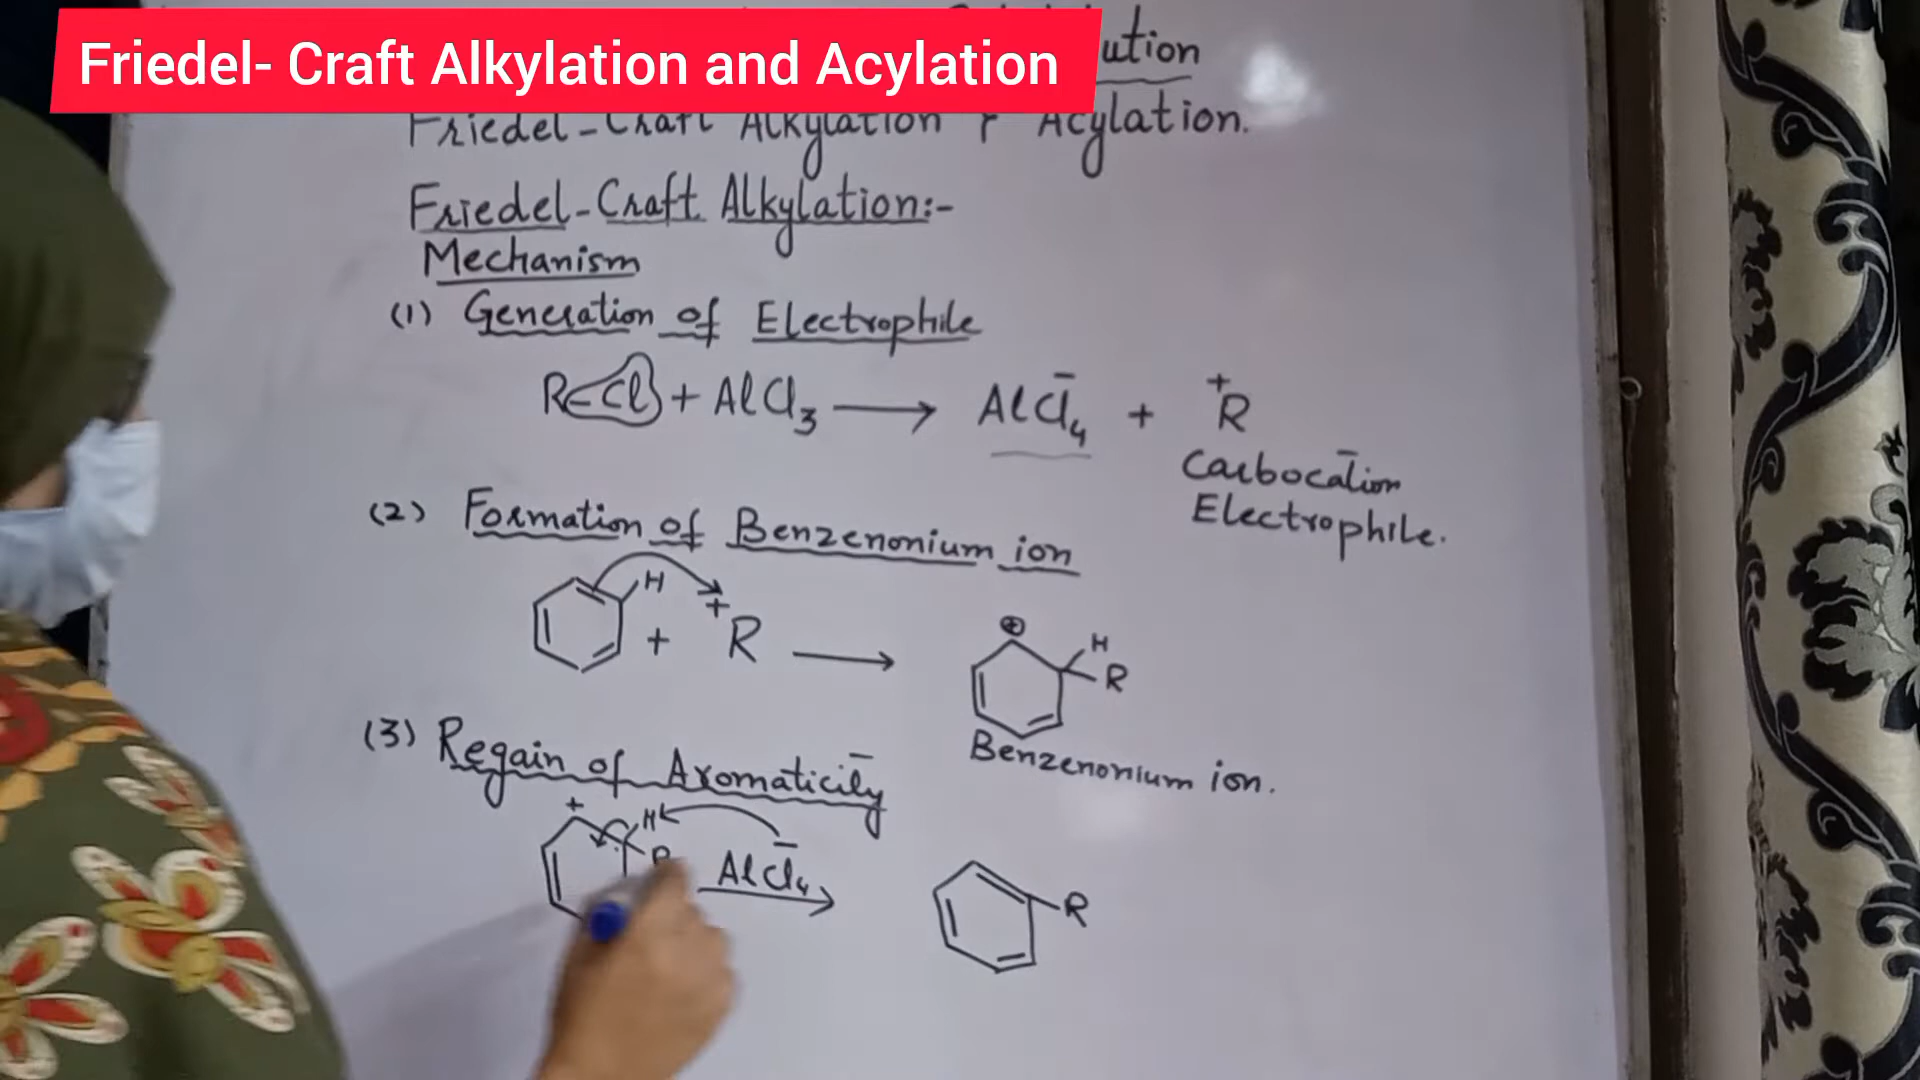 Friedel- Craft Alkylation and Acylation
ution
Friedel-Craft Alkylation & Acylation.
Friedel-Craft Alkylation:-
Mechanism
(1) Generation of Electrophile
R-Cl + AlCl3 ⟶ AlCl4⁻ + ⁺R
Carbocation
Electrophile.
(2) Formation of Benzenonium ion
H
+ ⁺R ⟶ ⊕ H R
Benzenonium ion.
(3) Regain of Aromaticity
+ H R AlCl4⁻ ⟶ R